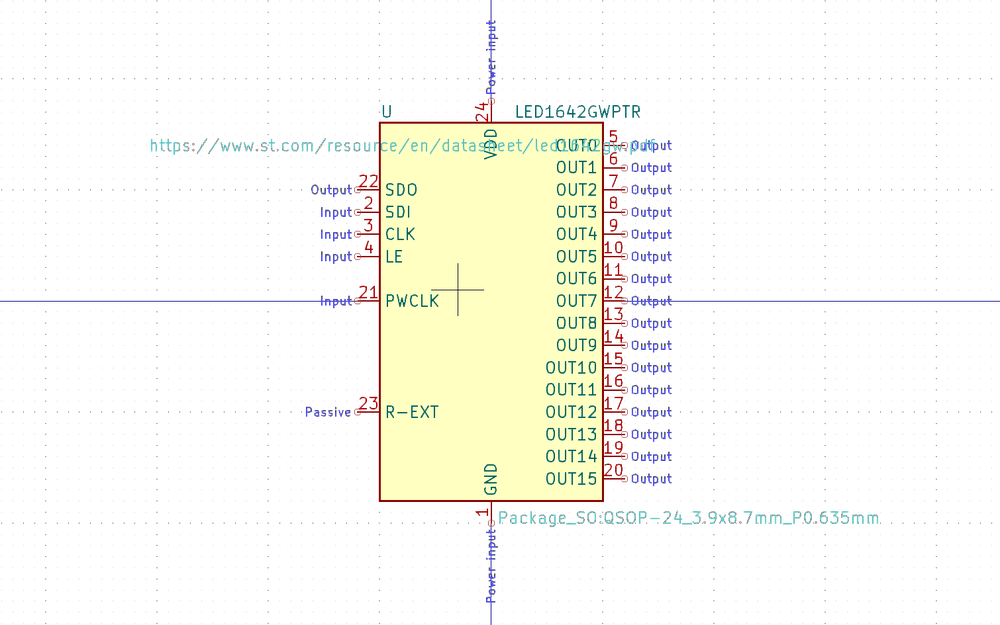 Power input
24
U LED1642GWPTR
VDD
https://www.st.com/resource/en/datasheet/led1642gw.pdf
OUT0 5 Output
OUT1 6 Output
Output 22 SDO OUT2 7 Output
Input 2 SDI OUT3 8 Output
Input 3 CLK OUT4 9 Output
Input 4 LE OUT5 10 Output
OUT6 11 Output
Input 21 PWCLK OUT7 12 Output
OUT8 13 Output
OUT9 14 Output
OUT10 15 Output
OUT11 16 Output
Passive 23 R-EXT OUT12 17 Output
OUT13 18 Output
OUT14 19 Output
OUT15 20 Output
GND
1
Package_SO:QSOP-24_3.9x8.7mm_P0.635mm
Power input